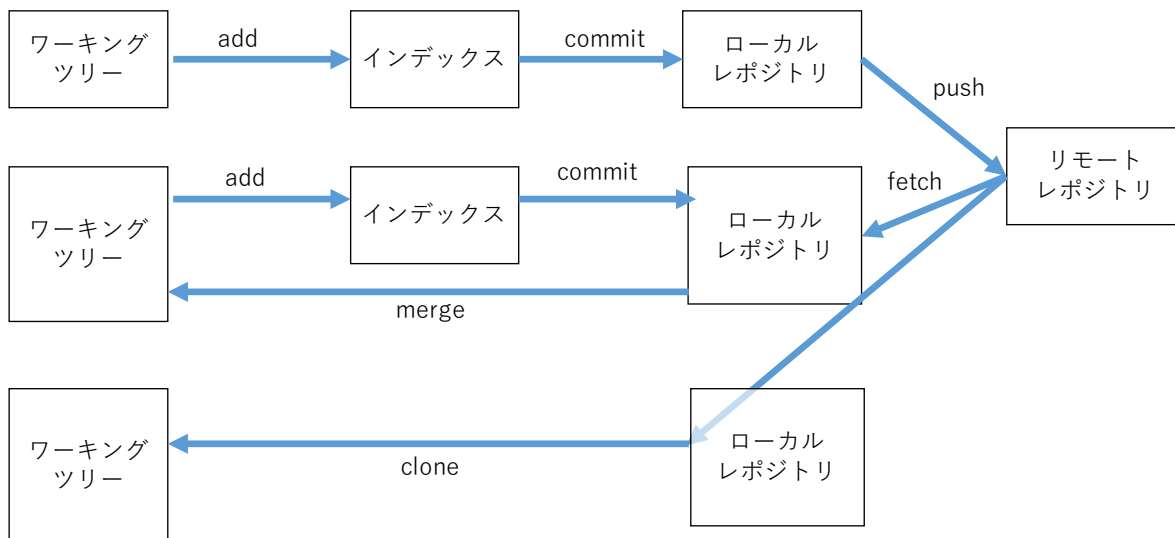 ワーキング
ツリー
add
インデックス
commit
ローカル
レポジトリ
push
リモート
レポジトリ
ワーキング
ツリー
add
インデックス
commit
ローカル
レポジトリ
fetch
merge
ワーキング
ツリー
clone
ローカル
レポジトリ